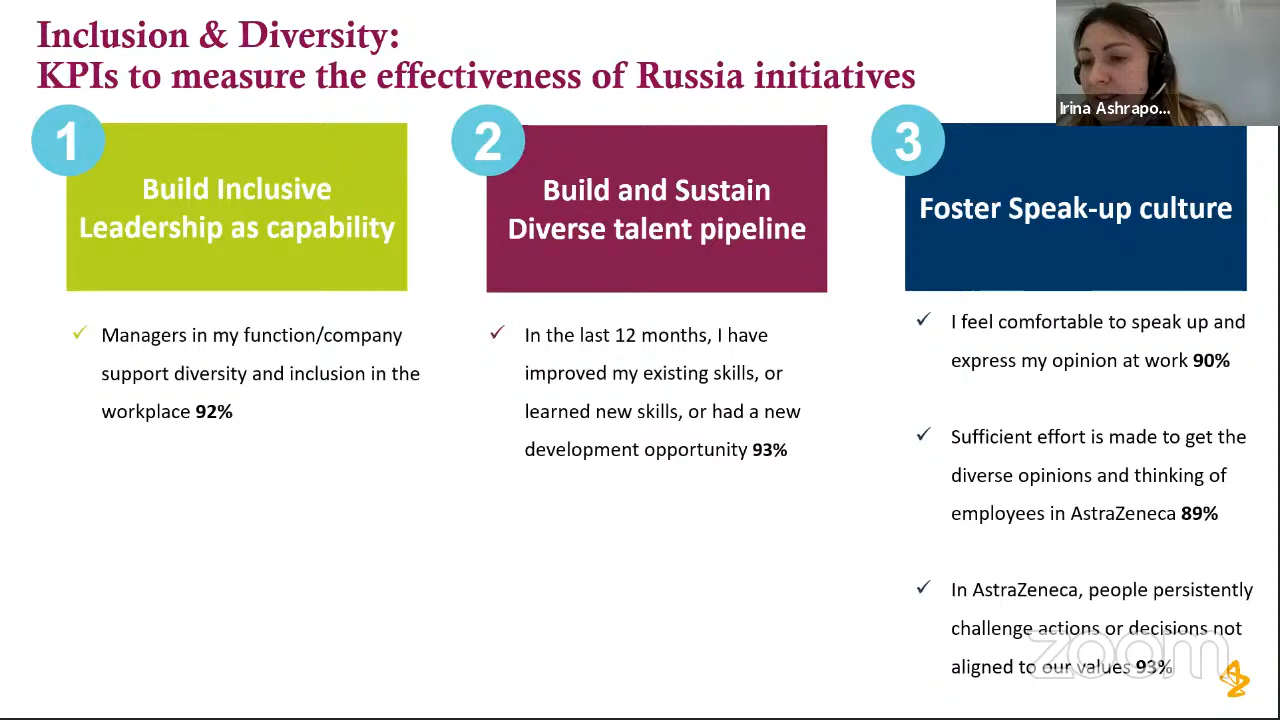 Inclusion & Diversity:
KPIs to measure the effectiveness of Russia initiatives
Irina Ashrapo...
1
Build Inclusive
Leadership as capability
Managers in my function/company
support diversity and inclusion in the
workplace 92%
2
Build and Sustain
Diverse talent pipeline
In the last 12 months, I have
improved my existing skills, or
learned new skills, or had a new
development opportunity 93%
3
Foster Speak-up culture
I feel comfortable to speak up and
express my opinion at work 90%
Sufficient effort is made to get the
diverse opinions and thinking of
employees in AstraZeneca 89%
In AstraZeneca, people persistently
challenge actions or decisions not
aligned to our values 93%
zoom